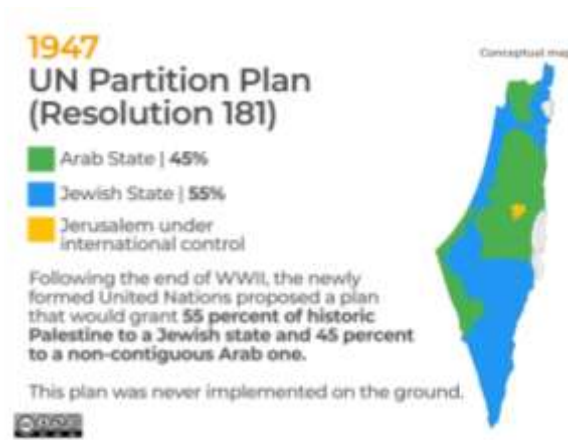 1947
Conceptual map
UN Partition Plan
(Resolution 181)
Arab State | 45%
Jewish State | 55%
Jerusalem under
international control
Following the end of WWII, the newly
formed United Nations proposed a plan
that would grant 55 percent of historic
Palestine to a Jewish state and 45 percent
to a non-contiguous Arab one.
This plan was never implemented on the ground.